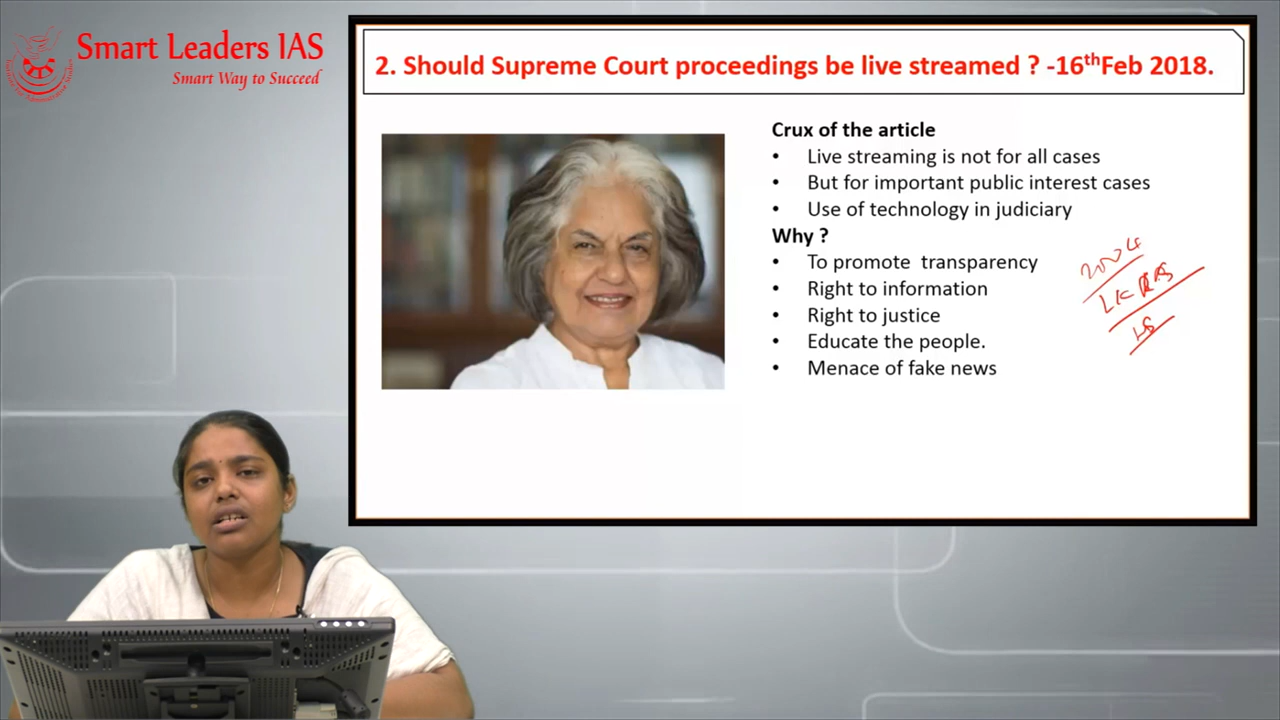 Smart Leaders IAS
Smart Way to Succeed
2. Should Supreme Court proceedings be live streamed ? -16thFeb 2018.
Crux of the article
• Live streaming is not for all cases
• But for important public interest cases
• Use of technology in judiciary
Why ?
• To promote transparency
• Right to information
• Right to justice
• Educate the people.
• Menace of fake news
2004
LS